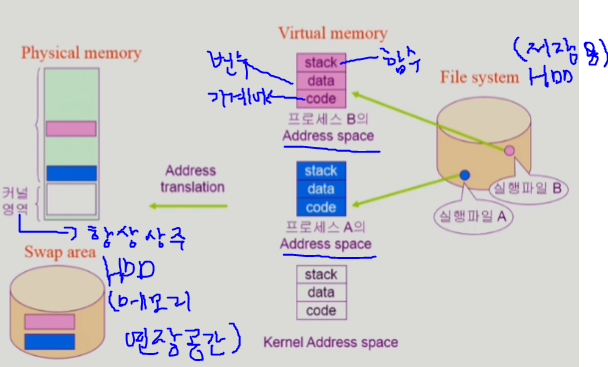 Physical memory
커널
영역
항상 상주
Swap area
HDD
(메모리
연장공간)
Address
translation
Virtual memory
stack
data
code
변수
함수
기계어
프로세스 B의
Address space
stack
data
code
프로세스 A의
Address space
stack
data
code
Kernel Address space
(저장용)
File system
HDD
실행파일 B
실행파일 A